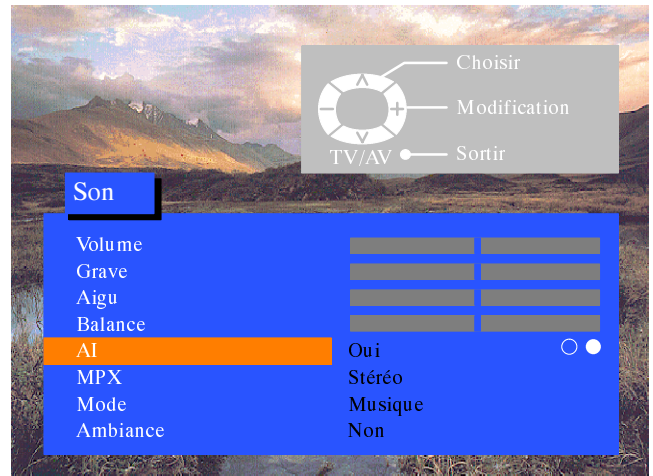 Choisir
Modification
TV/AV
Sortir
Son
Volume
Grave
Aigu
Balance
AI Oui
MPX Stéréo
Mode Musique
Ambiance Non